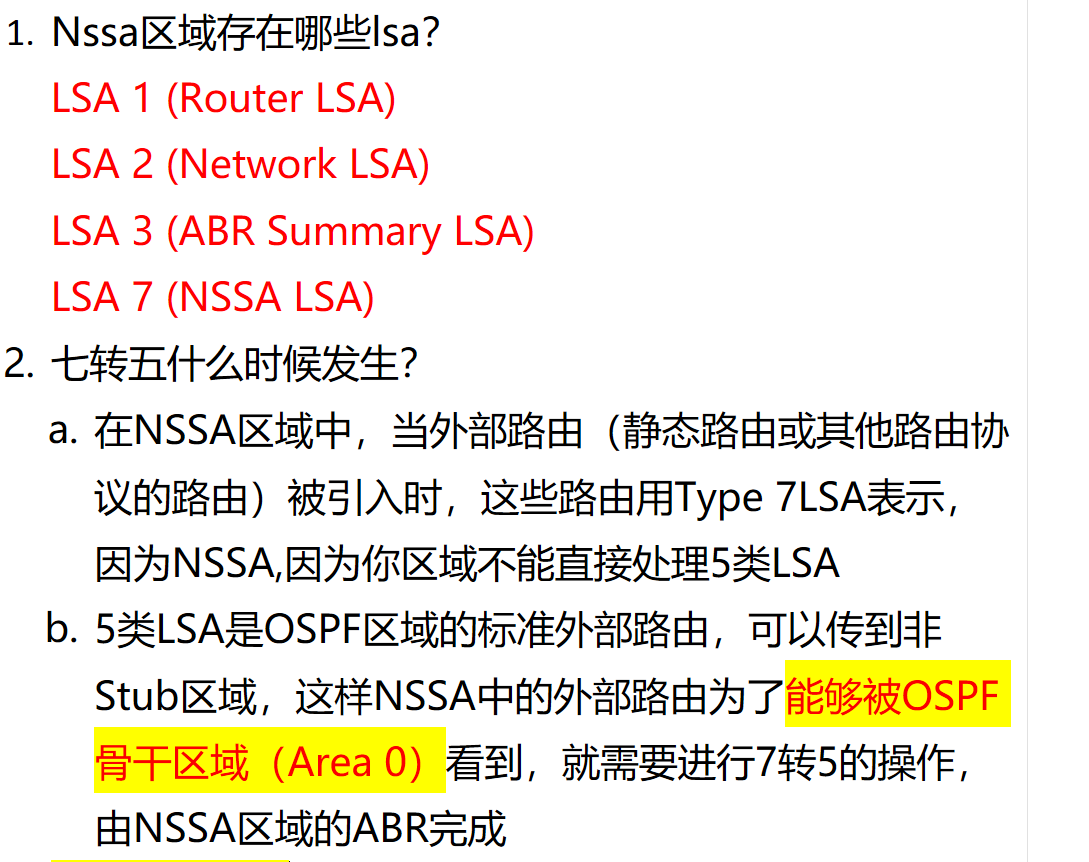 1. Nssa区域存在哪些lsa？
LSA 1 (Router LSA)
LSA 2 (Network LSA)
LSA 3 (ABR Summary LSA)
LSA 7 (NSSA LSA)
2. 七转五什么时候发生？
a. 在NSSA区域中，当外部路由（静态路由或其他路由协
议的路由）被引入时，这些路由用Type 7LSA表示，
因为NSSA,因为你区域不能直接处理5类LSA
b. 5类LSA是OSPF区域的标准外部路由，可以传到非
Stub区域，这样NSSA中的外部路由为了能够被OSPF
骨干区域（Area 0）看到，就需要进行7转5的操作，
由NSSA区域的ABR完成